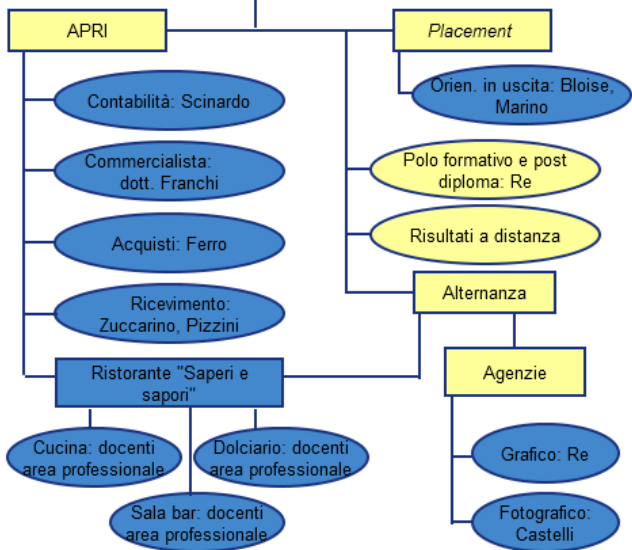 APRI
Placement
Contabilità: Scinardo
Orien. in uscita: Bloise,
Marino
Commercialista:
dott. Franchi
Polo formativo e post
diploma: Re
Acquisti: Ferro
Risultati a distanza
Ricevimento:
Zuccarino, Pizzini
Alternanza
Ristorante "Saperi e
sapori"
Agenzie
Cucina: docenti
area professionale
Dolciario: docenti
area professionale
Grafico: Re
Sala bar: docenti
area professionale
Fotografico:
Castelli